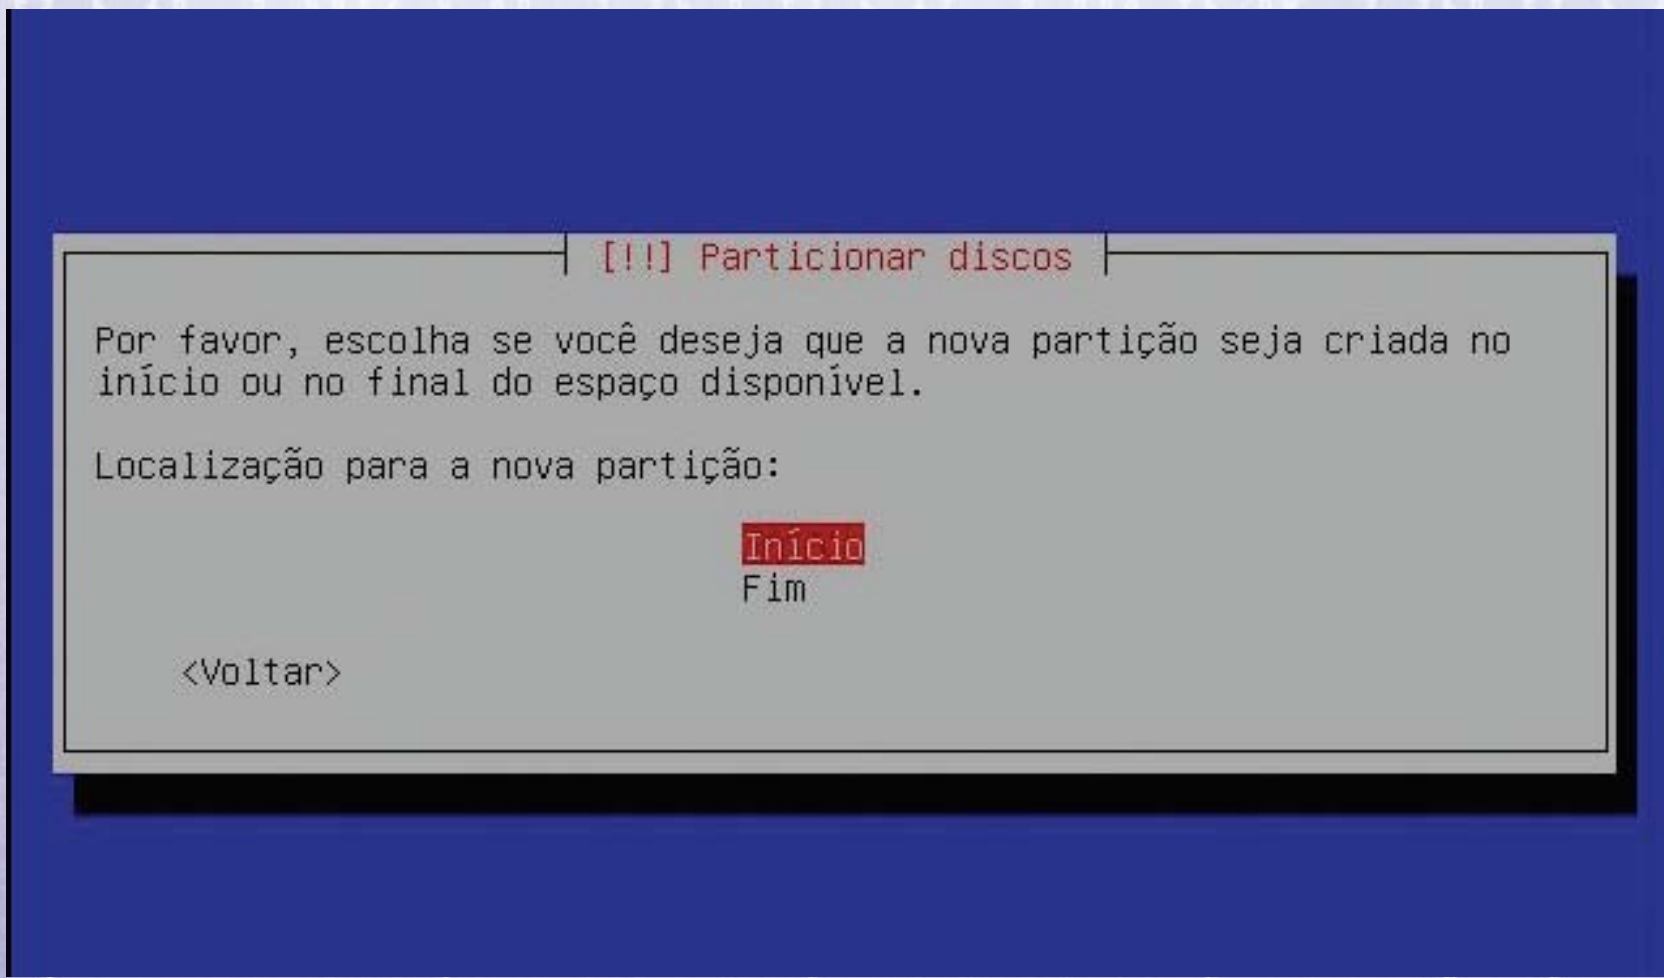 [!!] Particionar discos
Por favor, escolha se você deseja que a nova partição seja criada no
início ou no final do espaço disponível.
Localização para a nova partição:
Início
Fim
<Voltar>